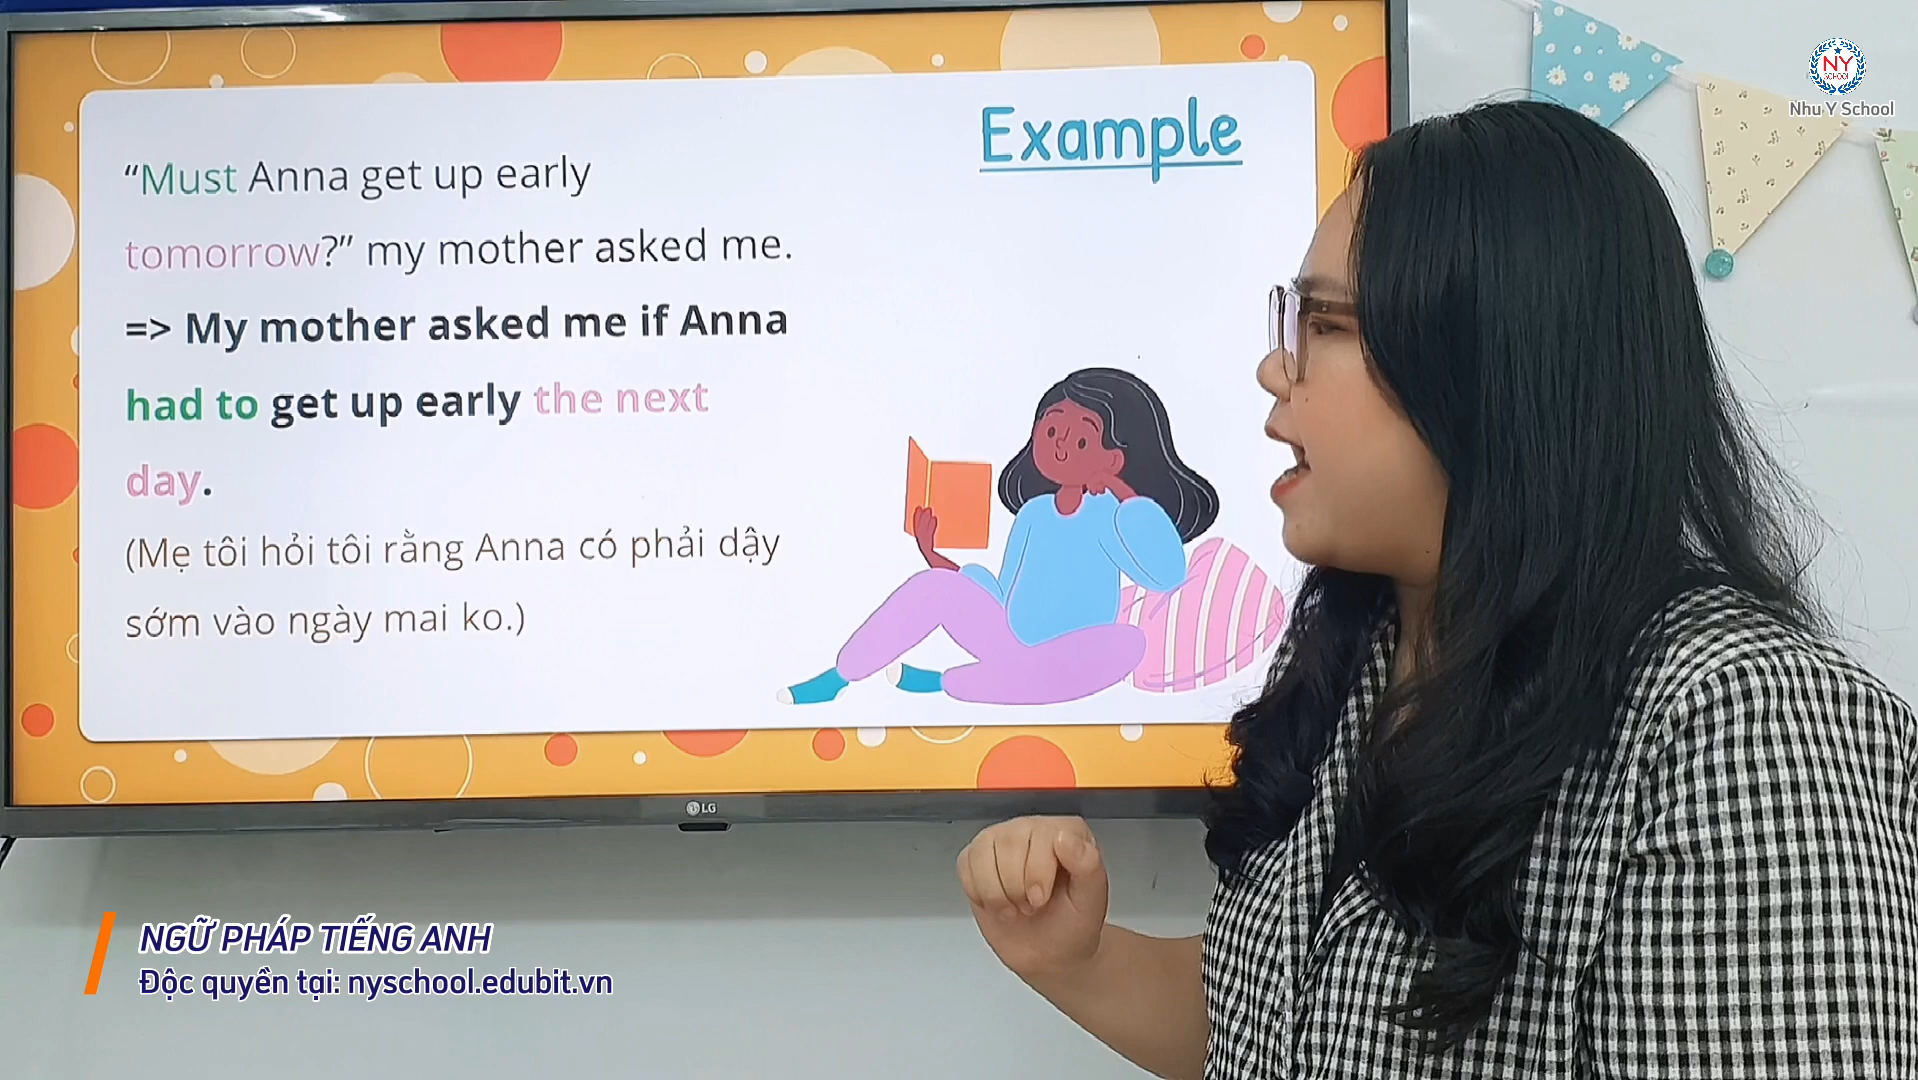 Example
“Must Anna get up early
tomorrow?” my mother asked me.
=> My mother asked me if Anna
had to get up early the next
day.
(Mẹ tôi hỏi tôi rằng Anna có phải dậy
sớm vào ngày mai ko.)
LG
NY
SCHOOL
Nhu Y School
NGỮ PHÁP TIẾNG ANH
Độc quyền tại: nyschool.edubit.vn